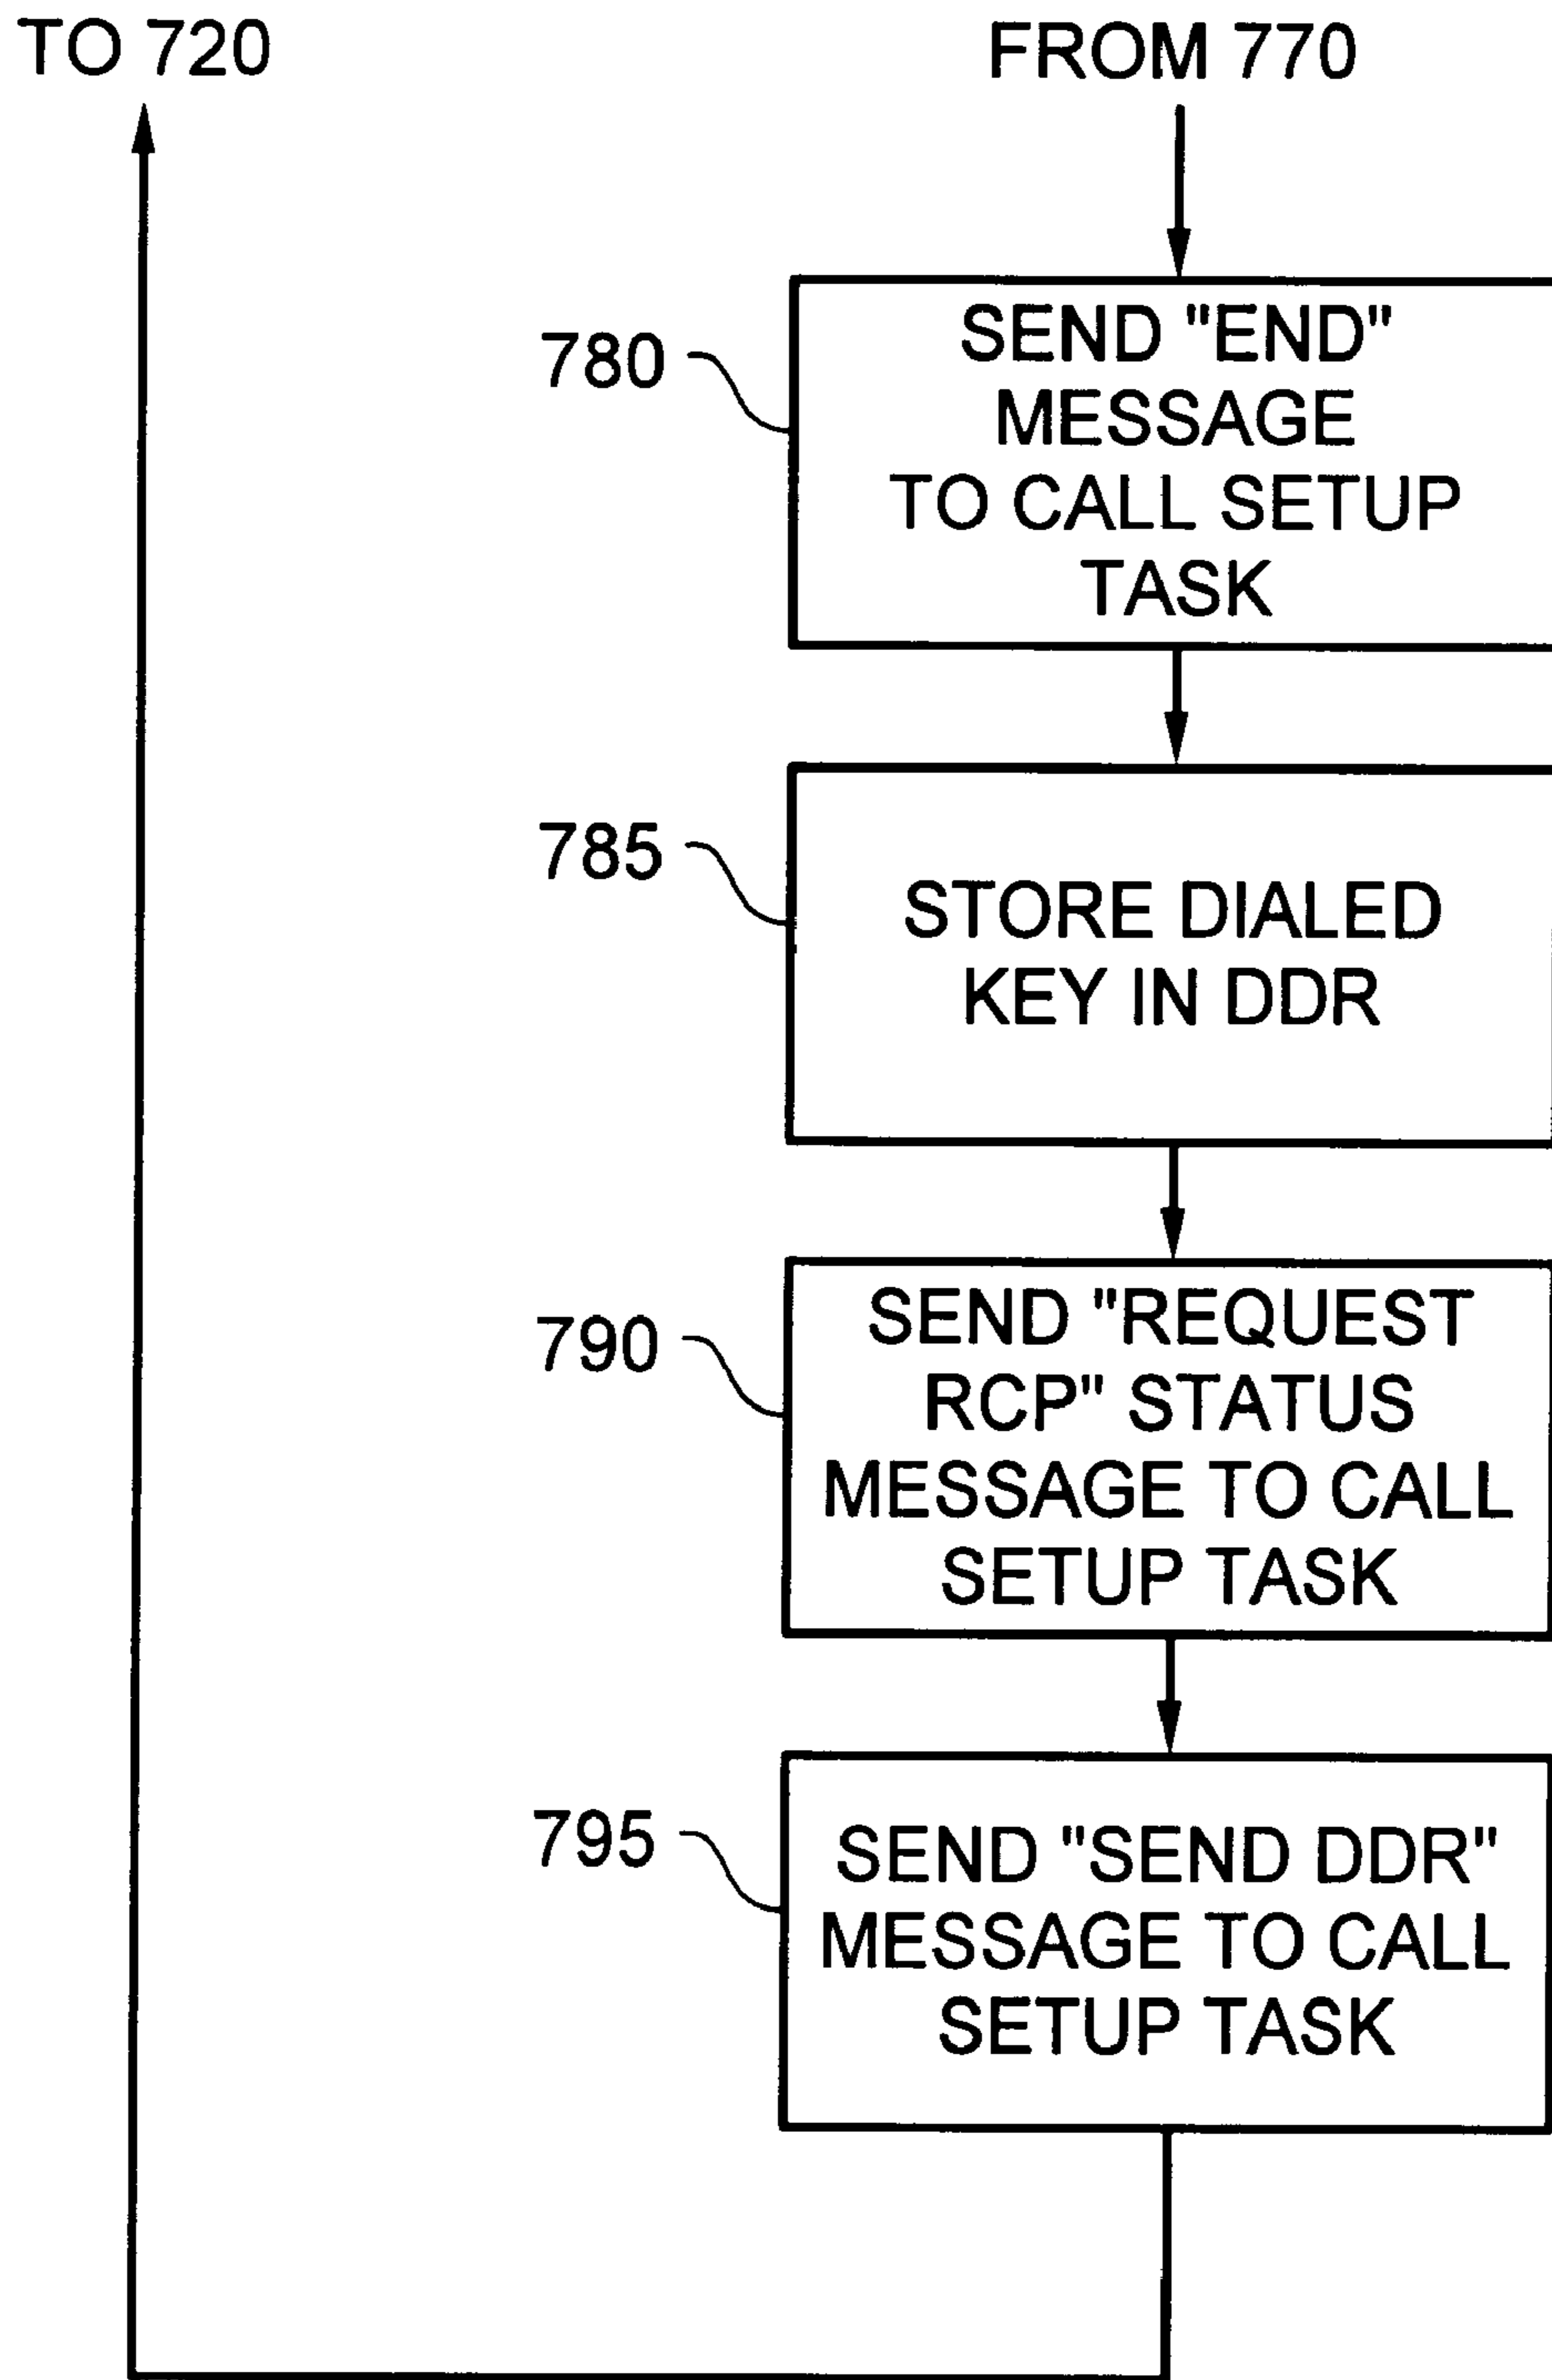 TO 720
FROM 770
780
SEND "END"
MESSAGE
TO CALL SETUP
TASK
785
STORE DIALED
KEY IN DDR
790
SEND "REQUEST
RCP" STATUS
MESSAGE TO CALL
SETUP TASK
795
SEND "SEND DDR"
MESSAGE TO CALL
SETUP TASK